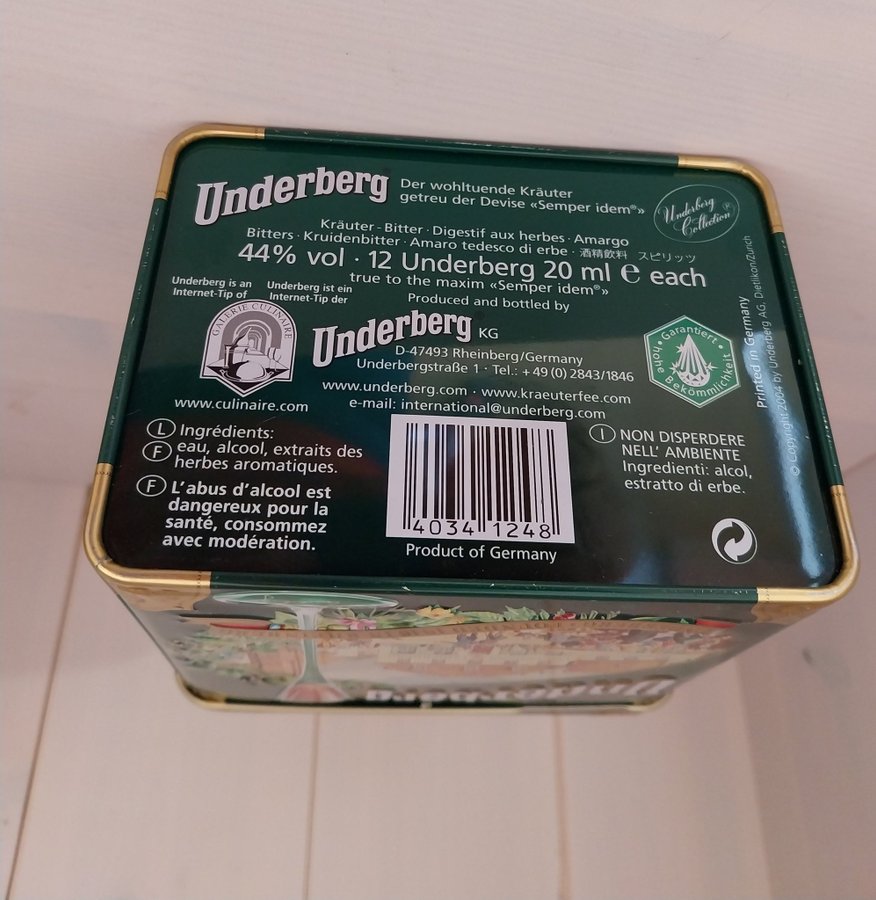 Underberg
Der wohltuende Kräuter
getreu der Devise «Semper idem®»
Underberg
Collection
®
Kräuter-Bitter · Digestif aux herbes · Amargo
Bitters · Kruidenbitter · Amaro tedesco di erbe · 酒精飲料 スピリッツ
44% vol · 12 Underberg 20 ml ℮ each
true to the maxim «Semper idem®»
Produced and bottled by
Underberg is an
Internet-Tip of
Underberg ist ein
Internet-Tip der
GALERIE CULINAIRE
www.culinaire.com
Underberg KG
D-47493 Rheinberg/Germany
Underbergstraße 1 · Tel.: +49 (0) 2843/1846
www.underberg.com · www.kraeuterfee.com
e-mail: international@underberg.com
• Garantiert •
hohe Bekömmlichkeit
Printed in Germany
© Copyright 2004 by Underberg AG, Dietlikon/Zurich
L Ingrédients:
F eau, alcool, extraits des
herbes aromatiques.
F L'abus d'alcool est
dangereux pour la
santé, consommez
avec modération.
4034 1248
Product of Germany
I NON DISPERDERE
NELL' AMBIENTE
Ingredienti: alcol,
estratto di erbe.
Underberg